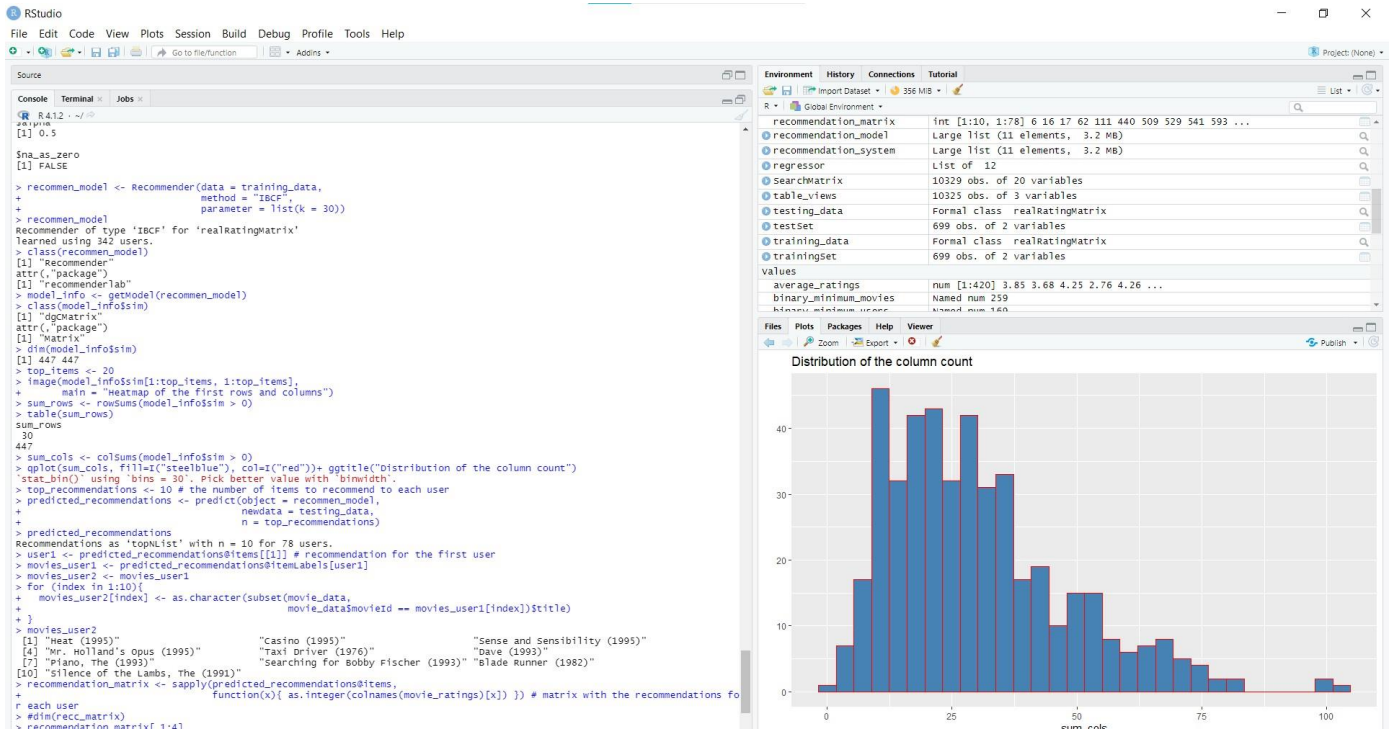 RStudio
File Edit Code View Plots Session Build Debug Profile Tools Help
Go to file/function Addins
Project: (None)
Source
Console Terminal Jobs
R 4.1.2 · ~/
$alpha
[1] 0.5
$na_as_zero
[1] FALSE
> recommen_model <- Recommender(data = training_data,
+ method = "IBCF",
+ parameter = list(k = 30))
> recommen_model
Recommender of type ‘IBCF’ for ‘realRatingMatrix’
learned using 342 users.
> class(recommen_model)
[1] "Recommender"
attr(,"package")
[1] "recommenderlab"
> model_info <- getModel(recommen_model)
> class(model_info$sim)
[1] "dgCMatrix"
attr(,"package")
[1] "Matrix"
> dim(model_info$sim)
[1] 447 447
> top_items <- 20
> image(model_info$sim[1:top_items, 1:top_items],
+ main = "Heatmap of the first rows and columns")
> sum_rows <- rowSums(model_info$sim > 0)
> table(sum_rows)
sum_rows
30
447
> sum_cols <- colSums(model_info$sim > 0)
> qplot(sum_cols, fill=I("steelblue"), col=I("red"))+ ggtitle("Distribution of the column count")
`stat_bin()` using `bins = 30`. Pick better value with `binwidth`.
> top_recommendations <- 10 # the number of items to recommend to each user
> predicted_recommendations <- predict(object = recommen_model,
+ newdata = testing_data,
+ n = top_recommendations)
> predicted_recommendations
Recommendations as ‘topNList’ with n = 10 for 78 users.
> user1 <- predicted_recommendations@items[[1]] # recommendation for the first user
> movies_user1 <- predicted_recommendations@itemLabels[user1]
> movies_user2 <- movies_user1
> for (index in 1:10){
+ movies_user2[index] <- as.character(subset(movie_data,
+ movie_data$movieId == movies_user1[index])$title)
+ }
> movies_user2
[1] "Heat (1995)" "Casino (1995)" "Sense and Sensibility (1995)"
[4] "Mr. Holland's Opus (1995)" "Taxi Driver (1976)" "Dave (1993)"
[7] "Piano, The (1993)" "Searching for Bobby Fischer (1993)" "Blade Runner (1982)"
[10] "Silence of the Lambs, The (1991)"
> recommendation_matrix <- sapply(predicted_recommendations@items,
+ function(x){ as.integer(colnames(movie_ratings)[x]) }) # matrix with the recommendations fo
r each user
> #dim(recc_matrix)
> recommendation_matrix[,1:4]
Environment History Connections Tutorial
Import Dataset 356 MiB List
R Global Environment
recommendation_matrix int [1:10, 1:78] 6 16 17 62 111 440 509 529 541 593 ...
recommendation_model Large list (11 elements, 3.2 MB)
recommendation_system Large list (11 elements, 3.2 MB)
regressor List of 12
SearchMatrix 10329 obs. of 20 variables
table_views 10325 obs. of 3 variables
testing_data Formal class realRatingMatrix
testSet 699 obs. of 2 variables
training_data Formal class realRatingMatrix
trainingSet 699 obs. of 2 variables
Values
average_ratings num [1:420] 3.85 3.68 4.25 2.76 4.26 ...
binary_minimum_movies Named num 259
binary_minimum_users Named num 169
Files Plots Packages Help Viewer
Zoom Export Publish
Distribution of the column count
40
30
20
10
0
0 25 50 75 100
sum_cols